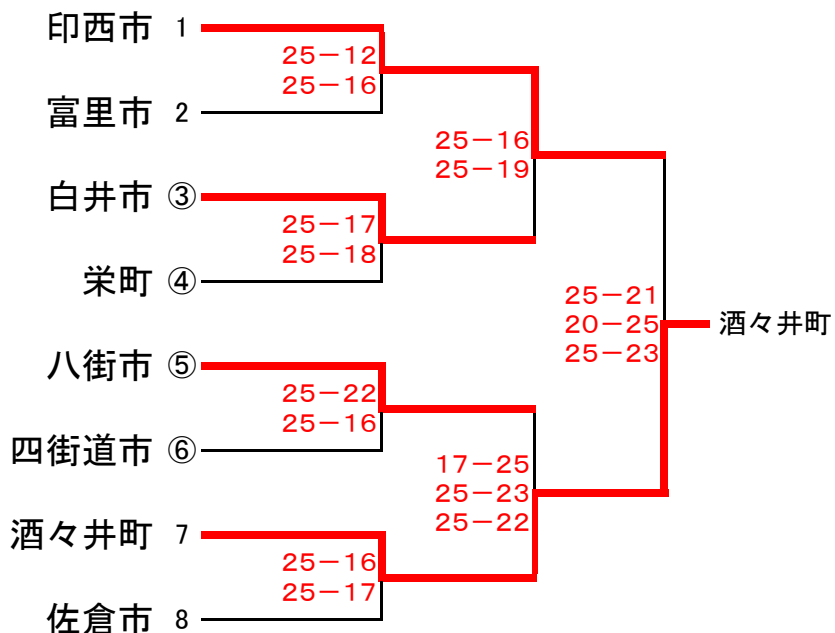 印西市 1
25－12
25－16
富里市 2
25－16
25－19
白井市 ③
25－17
25－18
栄町 ④
25－21
20－25
25－23
酒々井町
八街市 ⑤
25－22
25－16
四街道市 ⑥
17－25
25－23
25－22
酒々井町 7
25－16
25－17
佐倉市 8